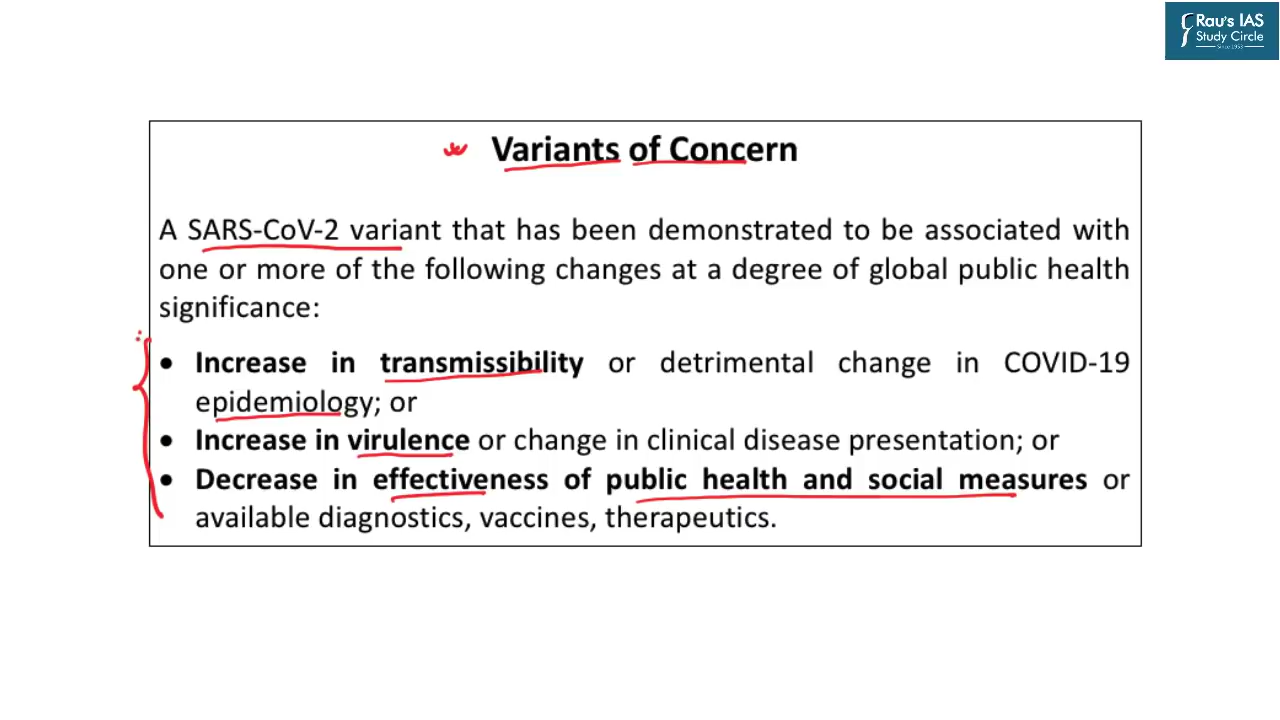 Rau's IAS
Study Circle
Since 1953
Variants of Concern
A SARS-CoV-2 variant that has been demonstrated to be associated with
one or more of the following changes at a degree of global public health
significance:
• Increase in transmissibility or detrimental change in COVID-19
epidemiology; or
• Increase in virulence or change in clinical disease presentation; or
• Decrease in effectiveness of public health and social measures or
available diagnostics, vaccines, therapeutics.